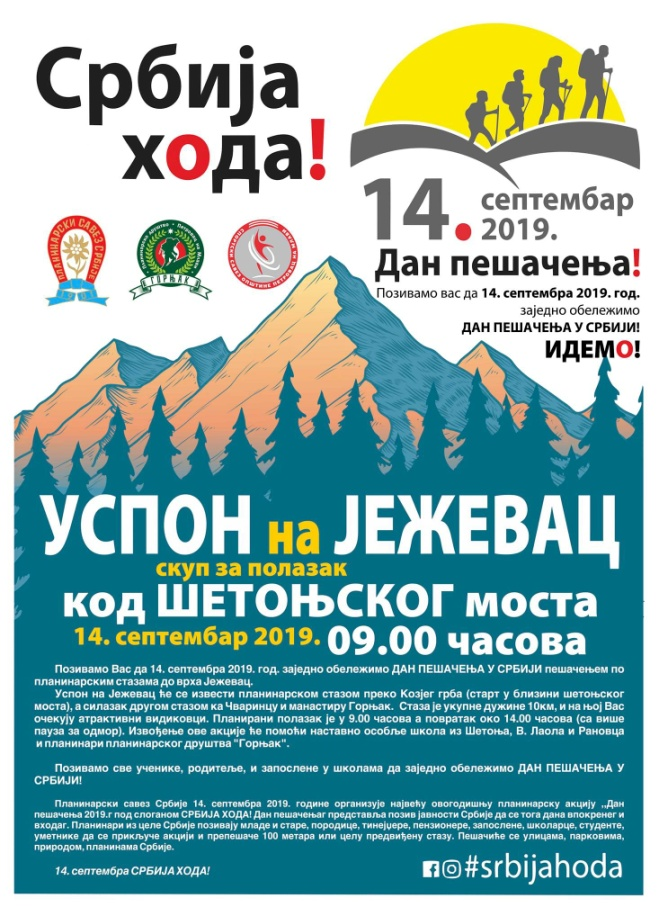 Србија
хода!
14. септембар
2019.
Дан пешачења!
Позивамо вас да 14. септембра 2019. год.
заједно обележимо
ДАН ПЕШАЧЕЊА У СРБИЈИ!
ИДЕМО!
ПЛАНИНАРСКИ САВЕЗ СРБИЈЕ
ГОРЊАК
УСПОН на ЈЕЖЕВАЦ
скуп за полазак
код ШЕТОЊСКОГ моста
14. септембар 2019. 09.00 часова
Позивамо Вас да 14. септембра 2019. год. заједно обележимо ДАН ПЕШАЧЕЊА У СРБИЈИ пешачењем по
планинарским стазама до врха Јежевац.
Успон на Јежевац ће се извести планинарском стазом преко Козјег грба (старт у близини шетоњског
моста), а силазак другом стазом ка Чваринцу и манастиру Горњак. Стаза је укупне дужине 10км, и на њој Вас
очекују атрактивни видиковци. Планирани полазак је у 9.00 часова а повратак око 14.00 часова (са више
пауза за одмор). Извођење ове акције ће помоћи наставно особље школа из Шетоња, В. Лаола и Рановца
и планинари планинарског друштва "Горњак".
Позивамо све ученике, родитеље, и запослене у школама да заједно обележимо ДАН ПЕШАЧЕЊА У
СРБИЈИ!
Планинарски савез Србије 14. септембра 2019. године организује највећу овогодишњу планинарску акцију ,,Дан
пешачења 2019.г под слоганом СРБИЈА ХОДА! Дан пешачењаг представља позив јавности Србије да се тога дана впокренег и
входаг. Планинари из целе Србије позивају младе и старе, породице, тинејџере, пензионере, запослене, школарце, студенте,
уметнике да се прикључе акцији и препешаче 100 метара или целу предвиђену стазу. Пешачиће се улицама, парковима,
природом, планинама Србије.
14. септембра СРБИЈА ХОДА!
#srbijahoda